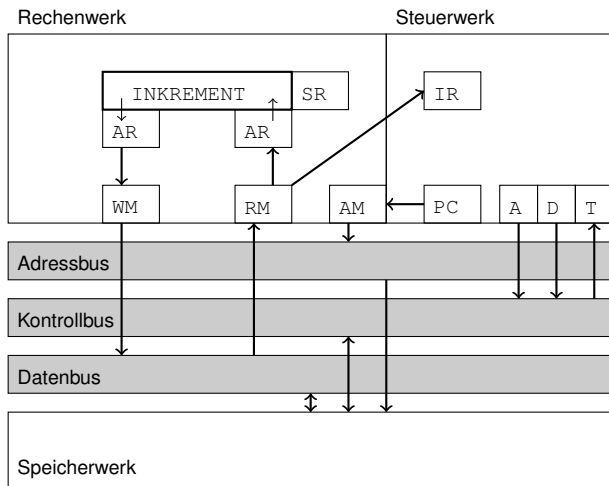 Rechenwerk Steuerwerk
INKREMENT SR IR
AR AR
WM RM AM PC A D T
Adressbus
Kontrollbus
Datenbus
Speicherwerk